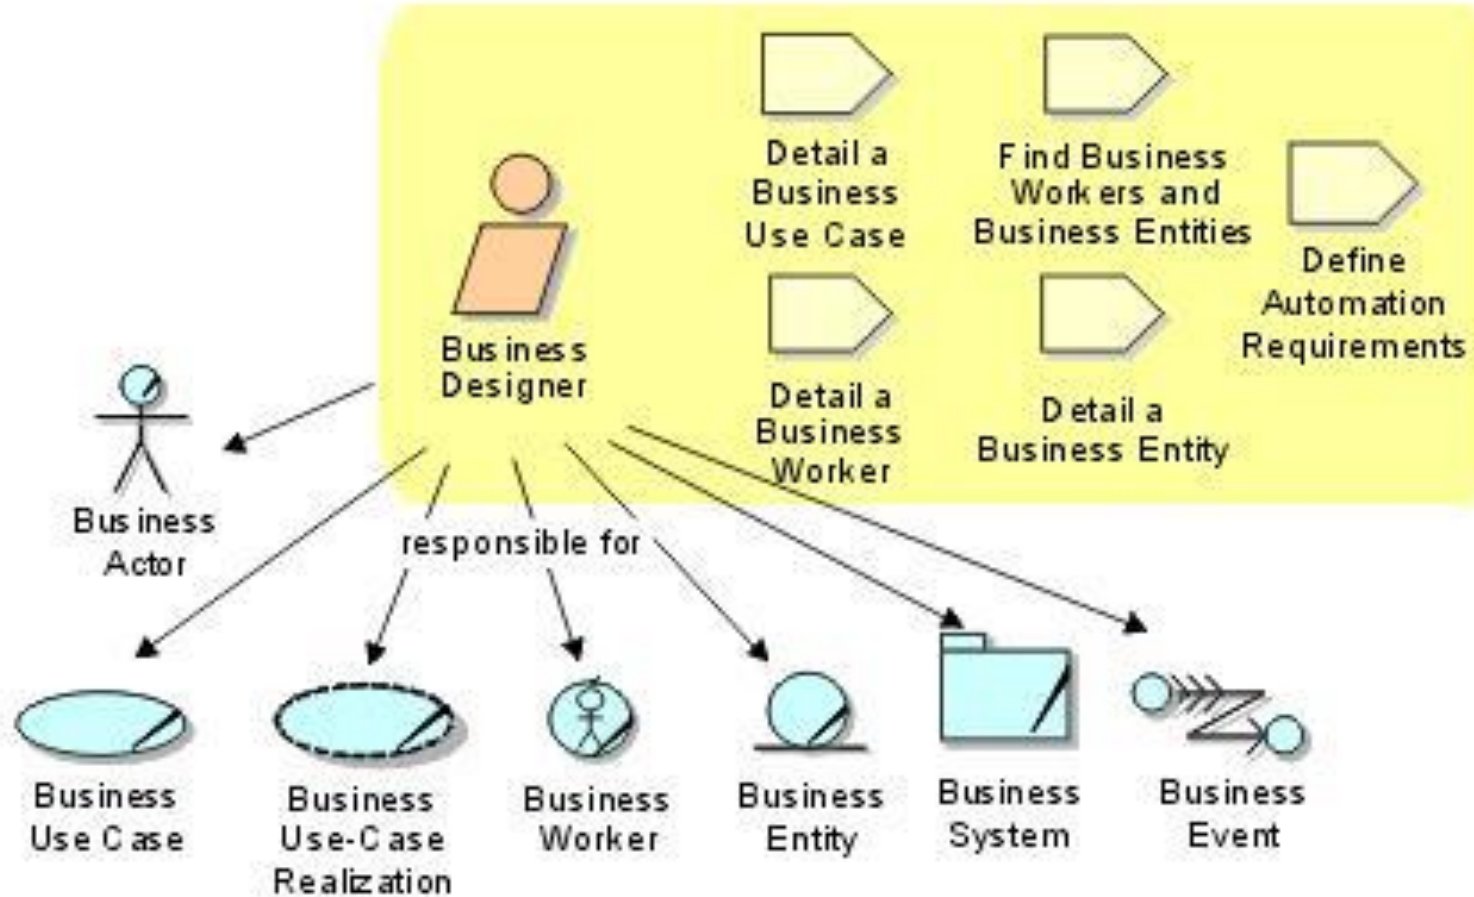 Detail a
Business
Use Case
Find Business
Workers and
Business Entities
Define
Automation
Requirements
Business
Designer
Detail a
Business
Worker
Detail a
Business Entity
Business
Actor
responsible for
Business
Use Case
Business
Use-Case
Realization
Business
Worker
Business
Entity
Business
System
Business
Event